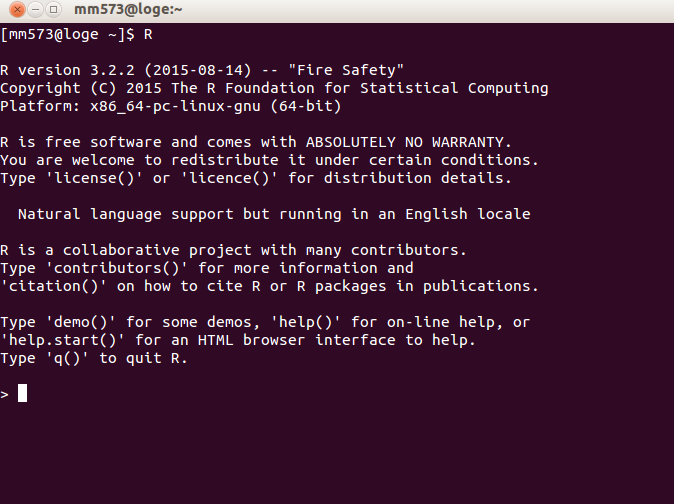 mm573@loge:~
[mm573@loge ~]$ R
R version 3.2.2 (2015-08-14) -- "Fire Safety"
Copyright (C) 2015 The R Foundation for Statistical Computing
Platform: x86_64-pc-linux-gnu (64-bit)
R is free software and comes with ABSOLUTELY NO WARRANTY.
You are welcome to redistribute it under certain conditions.
Type 'license()' or 'licence()' for distribution details.
Natural language support but running in an English locale
R is a collaborative project with many contributors.
Type 'contributors()' for more information and
'citation()' on how to cite R or R packages in publications.
Type 'demo()' for some demos, 'help()' for on-line help, or
'help.start()' for an HTML browser interface to help.
Type 'q()' to quit R.
>